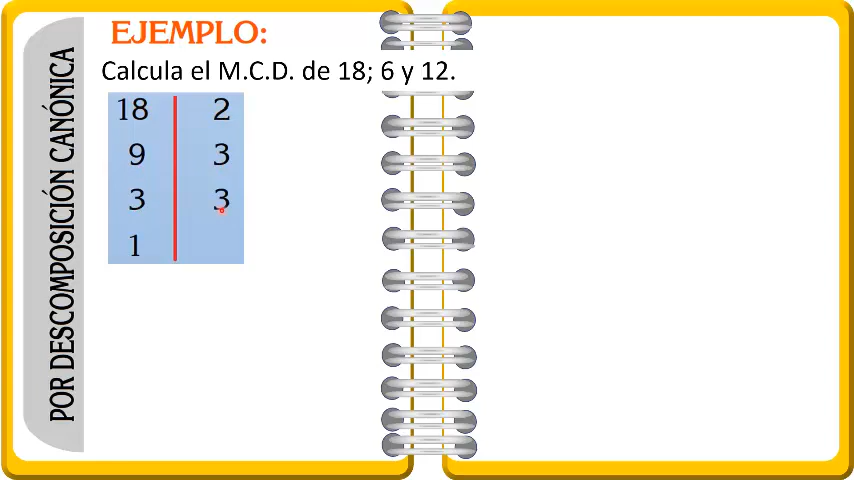 POR DESCOMPOSICIÓN CANÓNICA
EJEMPLO:
Calcula el M.C.D. de 18; 6 y 12.
18 2
9 3
3 3
1